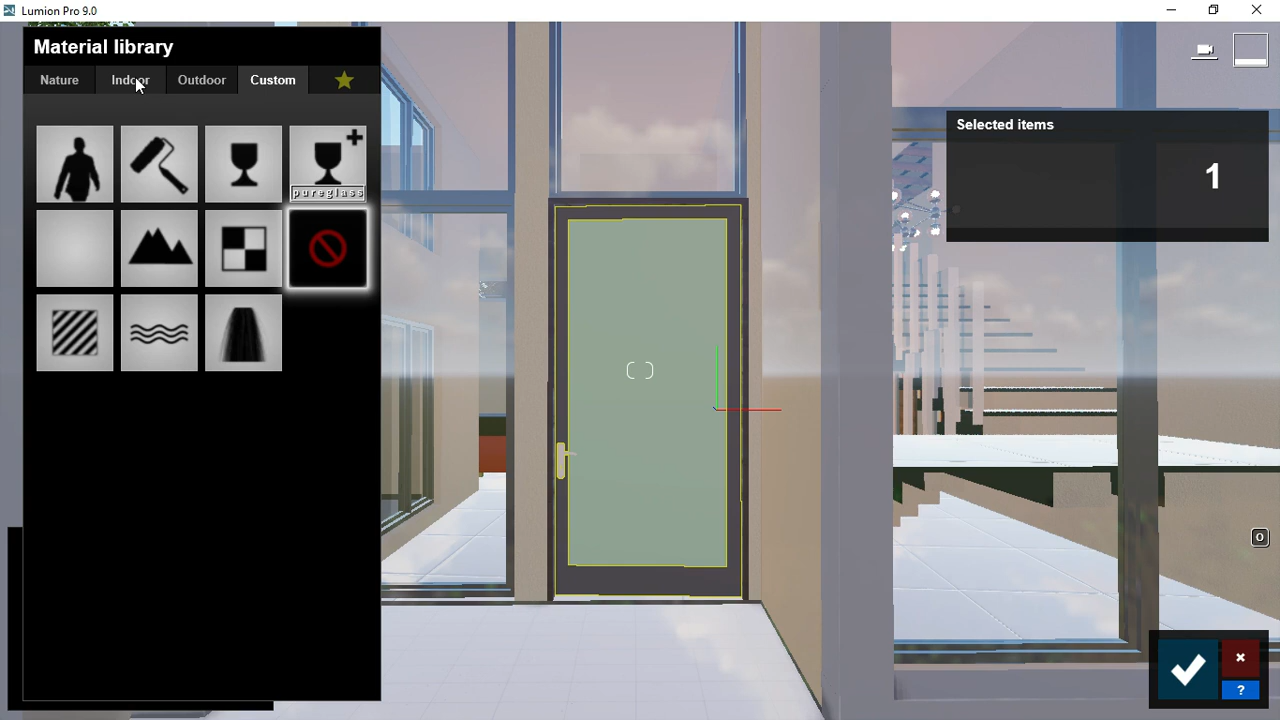 Lumion Pro 9.0
Material library
Nature Indoor Outdoor Custom
pureglass
Selected items
1
O
?